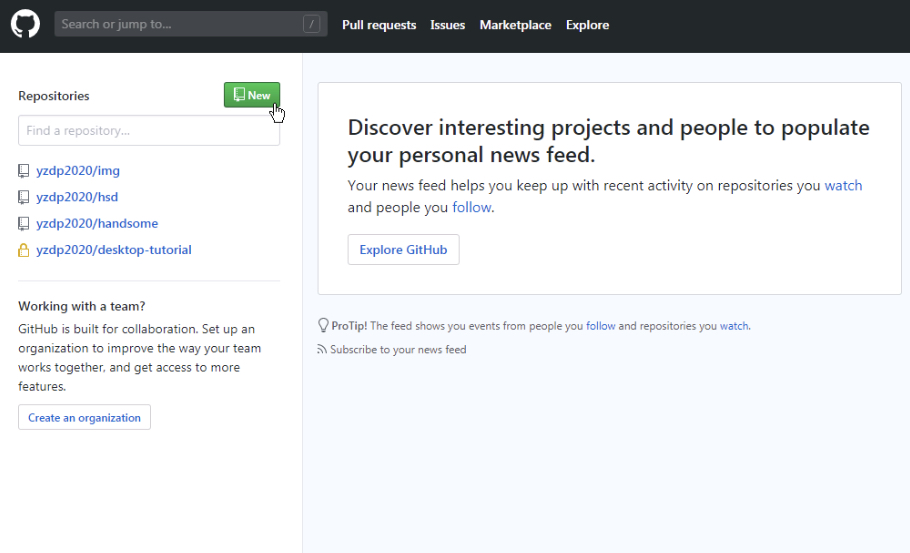 Search or jump to...
/
Pull requests
Issues
Marketplace
Explore
Repositories
New
Find a repository...
yzdp2020/img
yzdp2020/hsd
yzdp2020/handsome
yzdp2020/desktop-tutorial
Working with a team?
GitHub is built for collaboration. Set up an
organization to improve the way your team
works together, and get access to more
features.
Create an organization
Discover interesting projects and people to populate
your personal news feed.
Your news feed helps you keep up with recent activity on repositories you watch
and people you follow.
Explore GitHub
ProTip! The feed shows you events from people you follow and repositories you watch.
Subscribe to your news feed